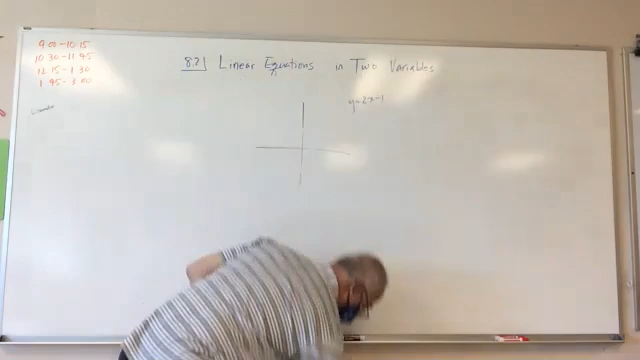 9:00-10:15
10:30-11:45
12:15-1:30
1:45-3:00
8.2 Linear Equations in Two Variables
y=2x-1